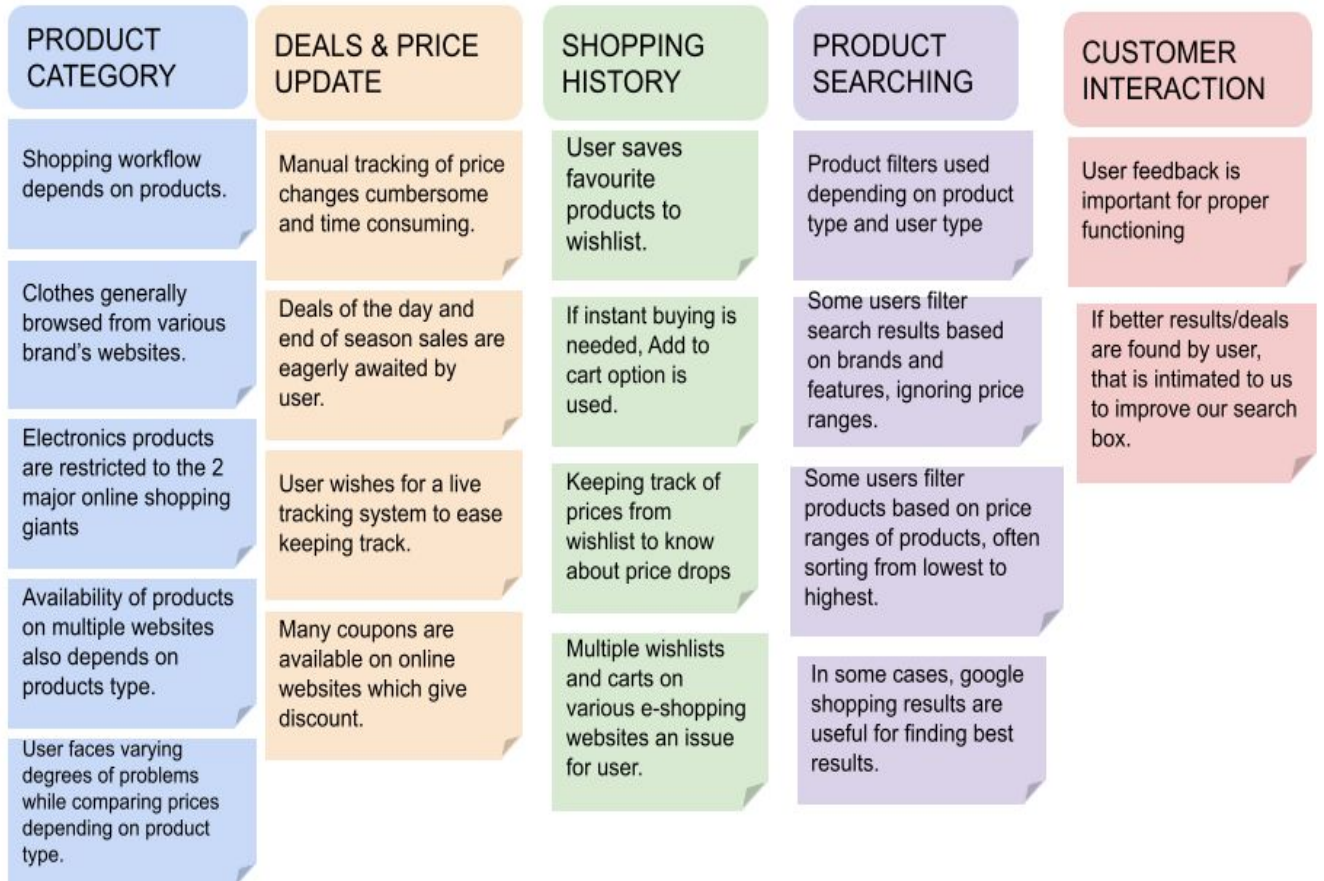 PRODUCT
CATEGORY
Shopping workflow
depends on products.
Clothes generally
browsed from various
brand's websites.
Electronics products
are restricted to the 2
major online shopping
giants
Availability of products
on multiple websites
also depends on
products type.
User faces varying
degrees of problems
while comparing prices
depending on product
type.
DEALS & PRICE
UPDATE
Manual tracking of price
changes cumbersome
and time consuming.
Deals of the day and
end of season sales are
eagerly awaited by
user.
User wishes for a live
tracking system to ease
keeping track.
Many coupons are
available on online
websites which give
discount.
SHOPPING
HISTORY
User saves
favourite
products to
wishlist.
If instant buying is
needed, Add to
cart option is
used.
Keeping track of
prices from
wishlist to know
about price drops
Multiple wishlists
and carts on
various e-shopping
websites an issue
for user.
PRODUCT
SEARCHING
Product filters used
depending on product
type and user type
Some users filter
search results based
on brands and
features, ignoring price
ranges.
Some users filter
products based on price
ranges of products, often
sorting from lowest to
highest.
In some cases, google
shopping results are
useful for finding best
results.
CUSTOMER
INTERACTION
User feedback is
important for proper
functioning
If better results/deals
are found by user,
that is intimated to us
to improve our search
box.